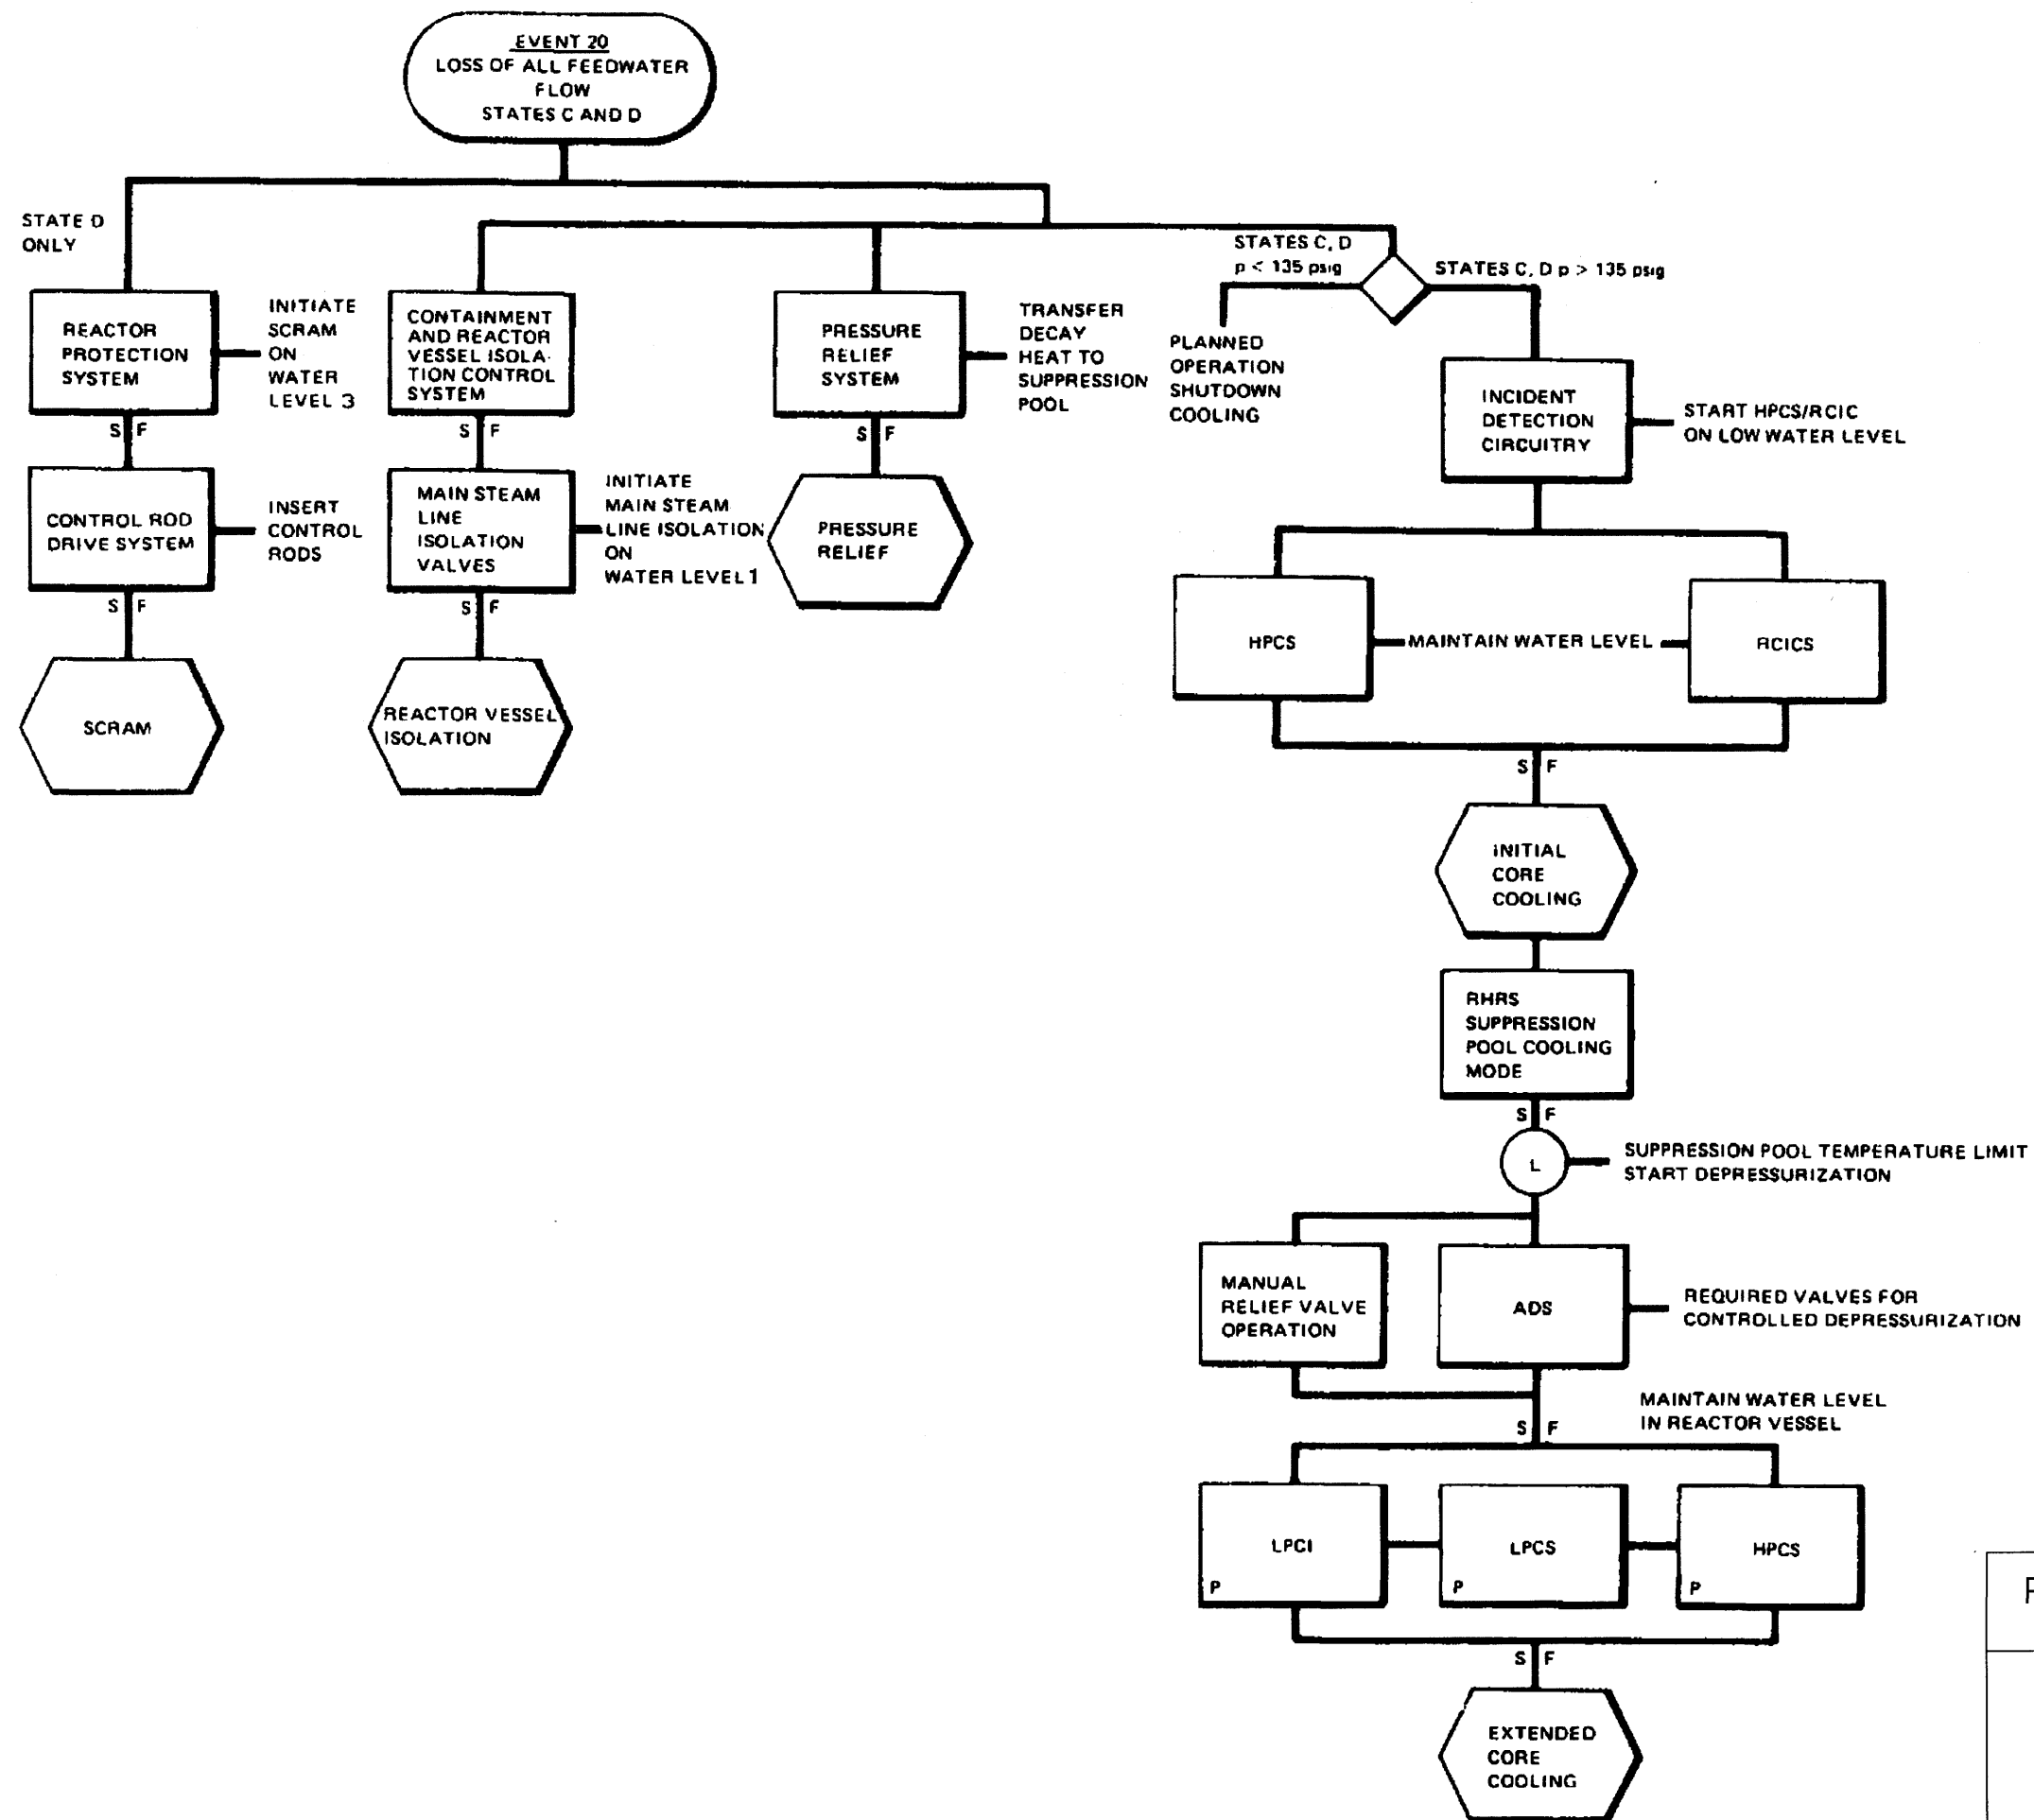 EVENT 20
LOSS OF ALL FEEDWATER
FLOW
STATES C AND D
STATE D
ONLY
REACTOR
PROTECTION
SYSTEM
INITIATE
SCRAM
ON
WATER
LEVEL 3
S F
CONTROL ROD
DRIVE SYSTEM
INSERT
CONTROL
RODS
S F
SCRAM
CONTAINMENT
AND REACTOR
VESSEL ISOLA-
TION CONTROL
SYSTEM
S F
MAIN STEAM
LINE
ISOLATION
VALVES
INITIATE
MAIN STEAM
LINE ISOLATION
ON
WATER LEVEL 1
S F
REACTOR VESSEL
ISOLATION
PRESSURE
RELIEF
SYSTEM
TRANSFER
DECAY
HEAT TO
SUPPRESSION
POOL
S F
PRESSURE
RELIEF
STATES C, D
p < 135 psig
STATES C, D p > 135 psig
PLANNED
OPERATION
SHUTDOWN
COOLING
INCIDENT
DETECTION
CIRCUITRY
START HPCS/RCIC
ON LOW WATER LEVEL
HPCS
MAINTAIN WATER LEVEL
RCICS
S F
INITIAL
CORE
COOLING
RHRS
SUPPRESSION
POOL COOLING
MODE
S F
L
SUPPRESSION POOL TEMPERATURE LIMIT
START DEPRESSURIZATION
MANUAL
RELIEF VALVE
OPERATION
ADS
REQUIRED VALVES FOR
CONTROLLED DEPRESSURIZATION
MAINTAIN WATER LEVEL
IN REACTOR VESSEL
S F
LPCI
P
LPCS
P
HPCS
P
S F
EXTENDED
CORE
COOLING